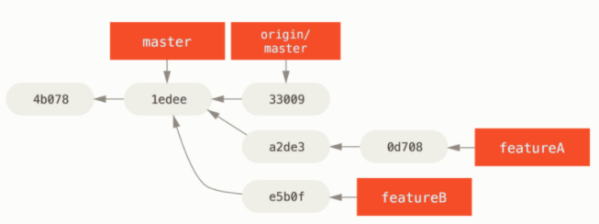 master
origin/
master
4b078
1edee
33009
a2de3
0d708
featureA
e5b0f
featureB